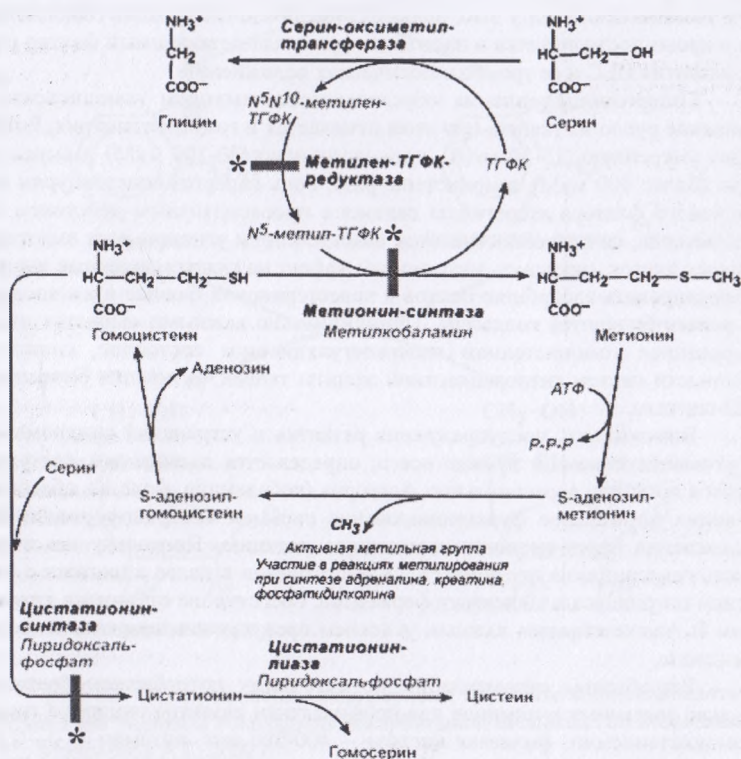 NH₃⁺
CH₂
COO⁻
Глицин
Серин-оксиметил-
трансфераза
NH₃⁺
HC—CH₂—OH
COO⁻
Серин
N⁵N¹⁰-метилен-
ТГФК
ТГФК
*
Метилен-ТГФК-
редуктаза
N⁵-метил-ТГФК
*
NH₃⁺
HC—CH₂—CH₂—SH
COO⁻
Гомоцистеин
Метионин-синтаза
Метилкобаламин
NH₃⁺
HC—CH₂—CH₂—S—CH₃
COO⁻
Метионин
Аденозин
АТФ
P,P,P
Серин
S-аденозил-
гомоцистеин
S-аденозил-
метионин
CH₃
Активная метильная группа
Участие в реакциях метилирования
при синтезе адреналина, креатина,
фосфатидилхолина
Цистатионин-
синтаза
Пиридоксаль-
фосфат
Цистатионин-
лиаза
Пиридоксальфосфат
Цистатионин
Цистеин
*
Гомосерин